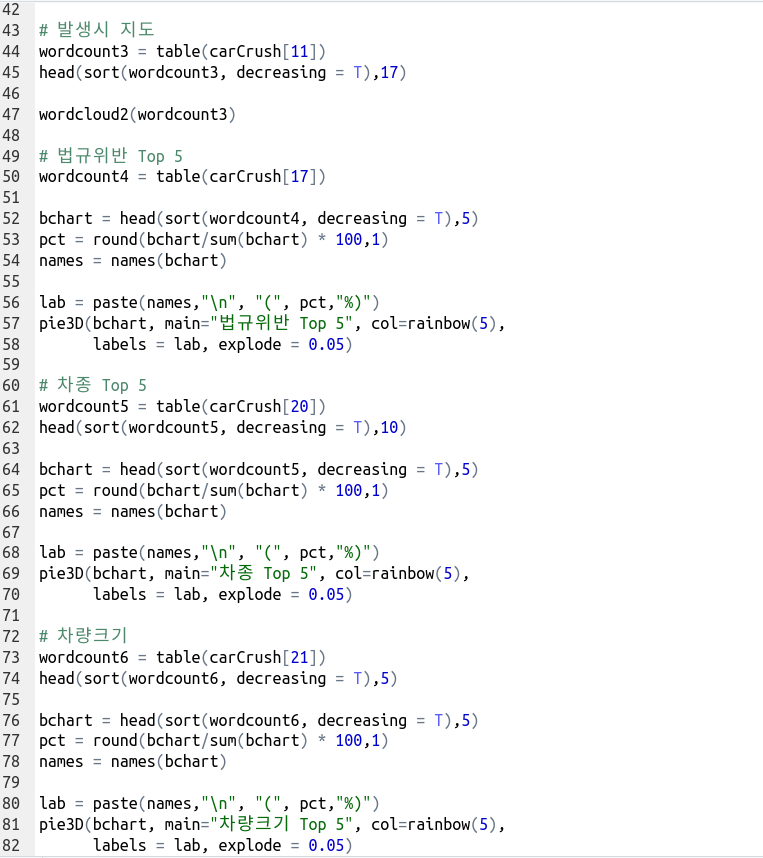 42
43 # 발생시 지도
44 wordcount3 = table(carCrush[11])
45 head(sort(wordcount3, decreasing = T),17)
46
47 wordcloud2(wordcount3)
48
49 # 법규위반 Top 5
50 wordcount4 = table(carCrush[17])
51
52 bchart = head(sort(wordcount4, decreasing = T),5)
53 pct = round(bchart/sum(bchart) * 100,1)
54 names = names(bchart)
55
56 lab = paste(names,"\n", "(", pct,"%)")
57 pie3D(bchart, main="법규위반 Top 5", col=rainbow(5),
58       labels = lab, explode = 0.05)
59
60 # 차종 Top 5
61 wordcount5 = table(carCrush[20])
62 head(sort(wordcount5, decreasing = T),10)
63
64 bchart = head(sort(wordcount5, decreasing = T),5)
65 pct = round(bchart/sum(bchart) * 100,1)
66 names = names(bchart)
67
68 lab = paste(names,"\n", "(", pct,"%)")
69 pie3D(bchart, main="차종 Top 5", col=rainbow(5),
70       labels = lab, explode = 0.05)
71
72 # 차량크기
73 wordcount6 = table(carCrush[21])
74 head(sort(wordcount6, decreasing = T),5)
75
76 bchart = head(sort(wordcount6, decreasing = T),5)
77 pct = round(bchart/sum(bchart) * 100,1)
78 names = names(bchart)
79
80 lab = paste(names,"\n", "(", pct,"%)")
81 pie3D(bchart, main="차량크기 Top 5", col=rainbow(5),
82       labels = lab, explode = 0.05)